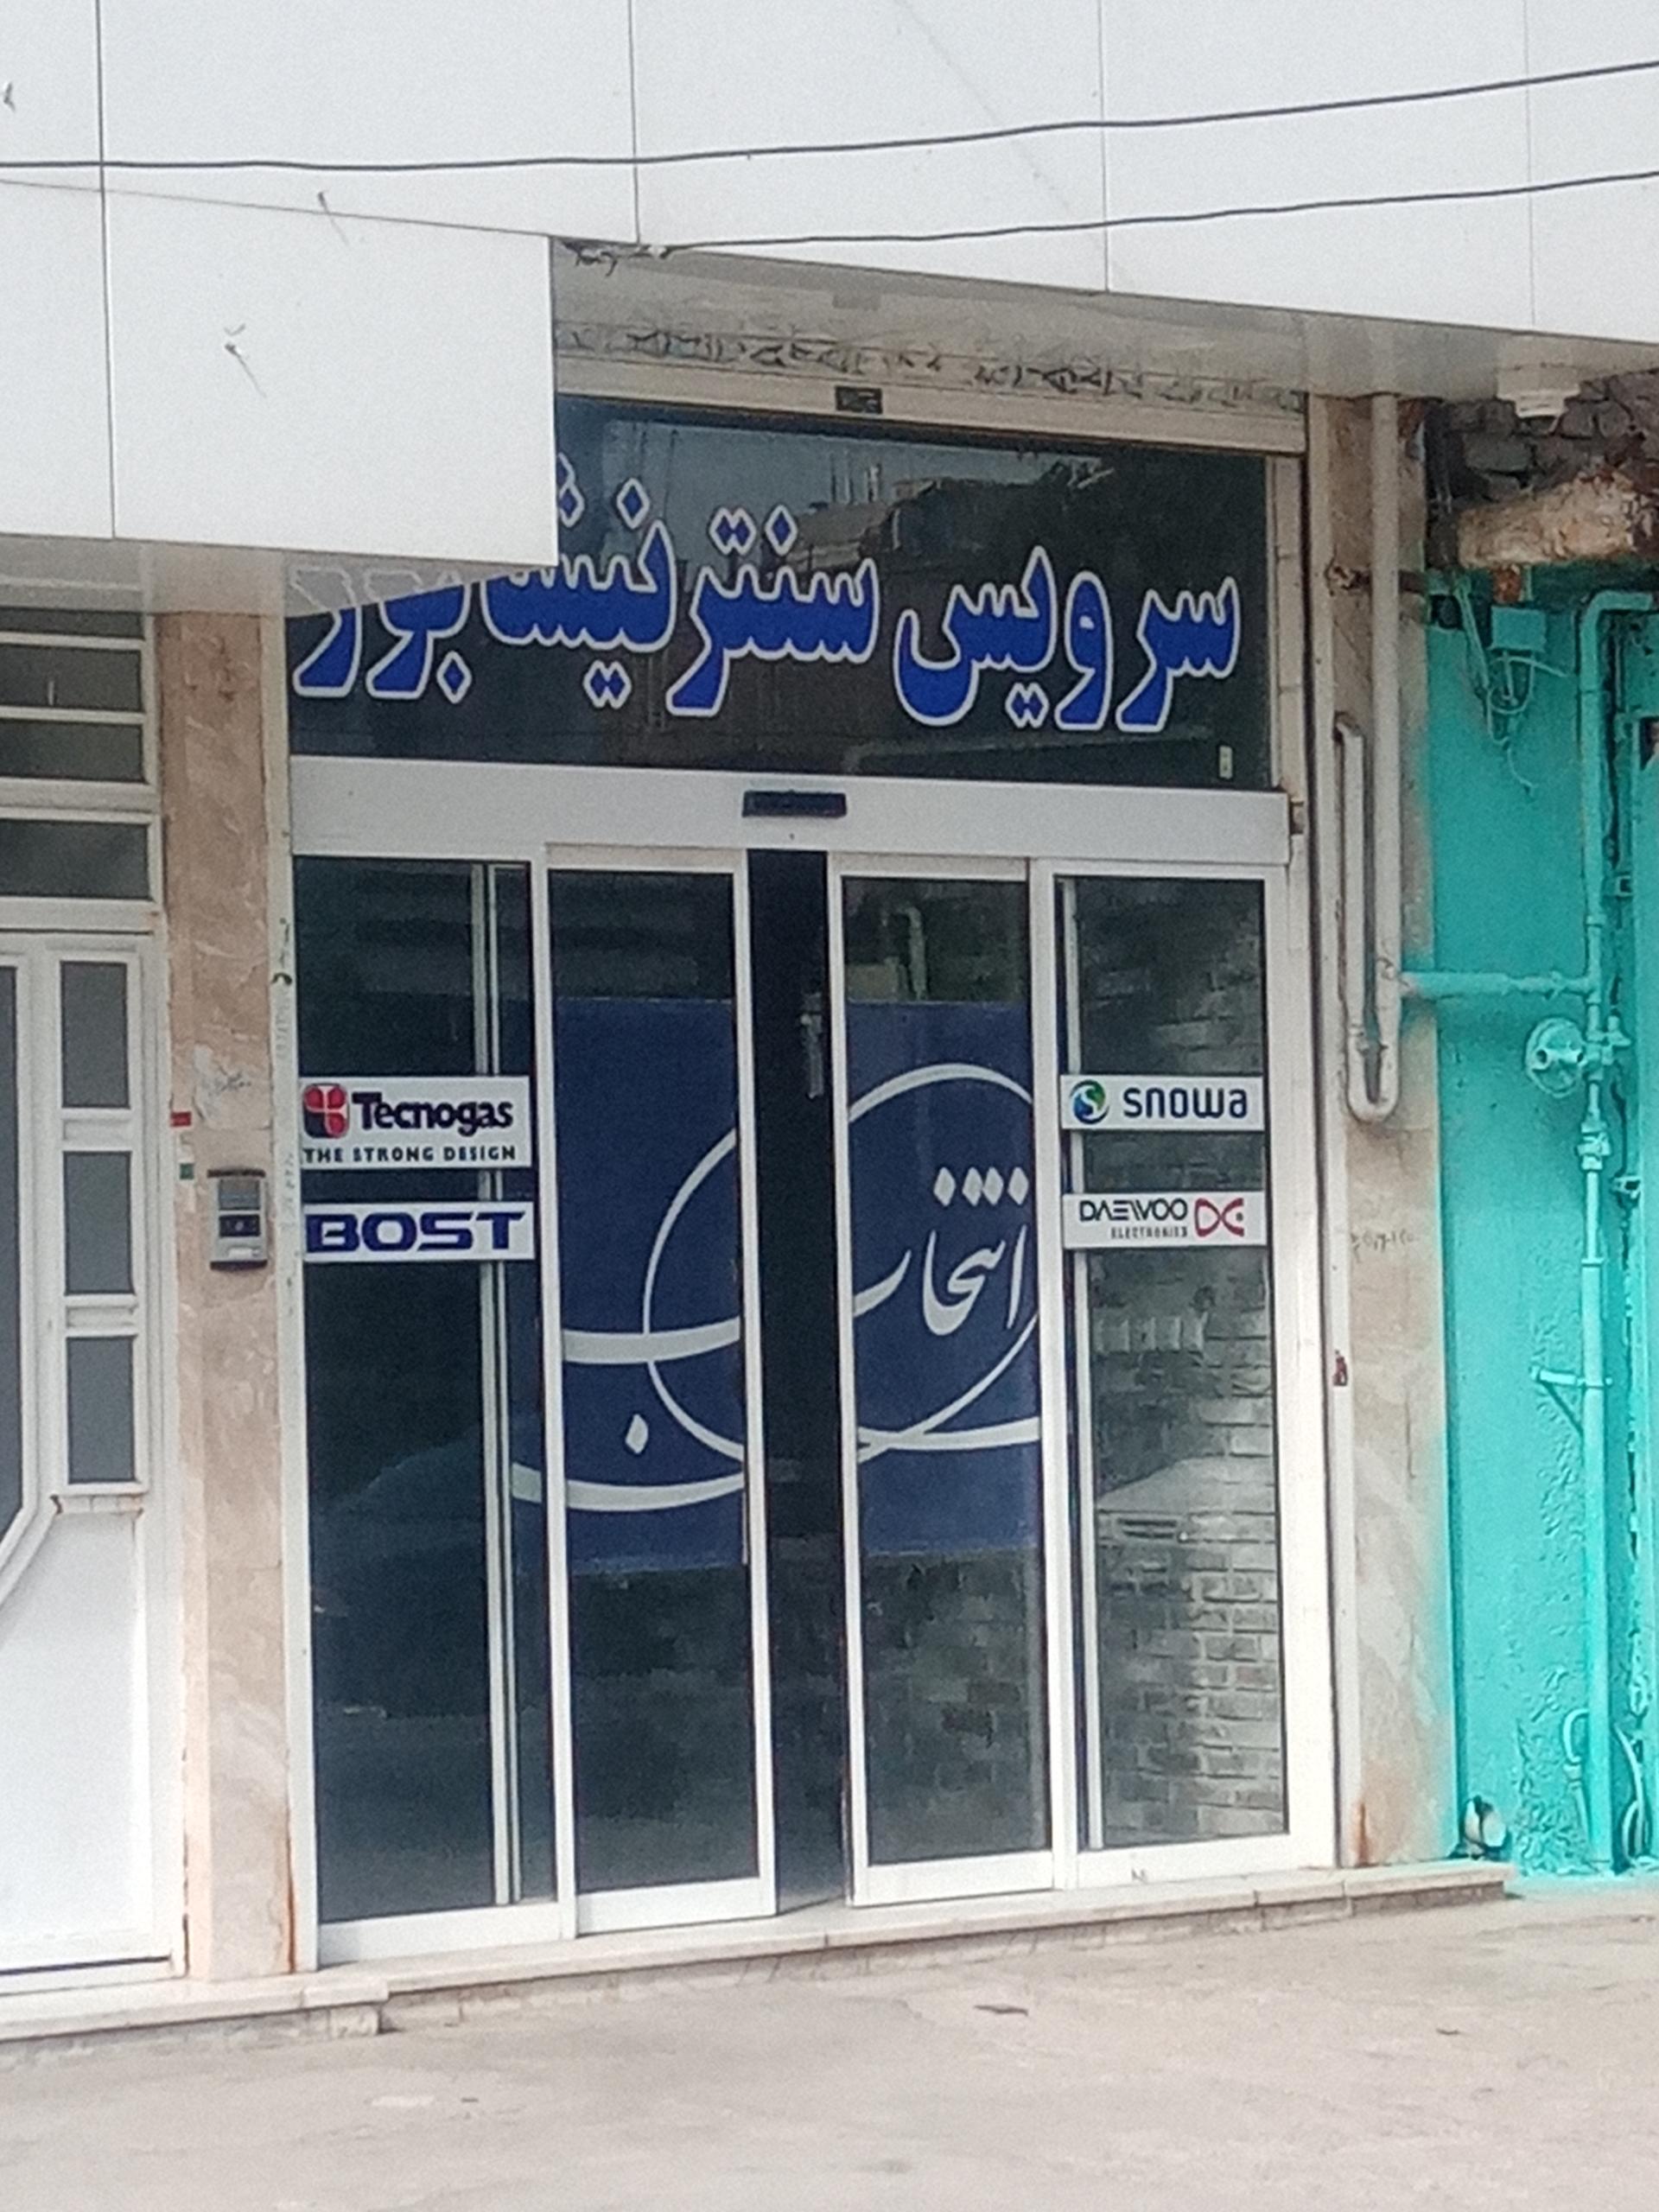 سرویس سنتر نیشابور
Tecnogas
THE STRONG DESIGN
BOST
انتخاب
snowa
DAEWOO
ELECTRONICS